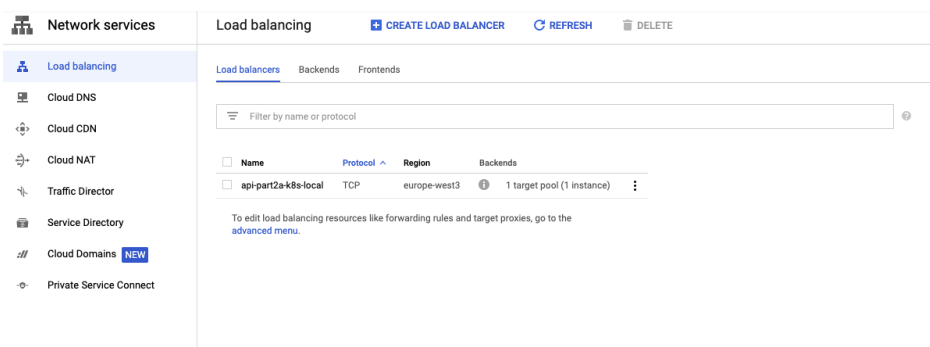 Network services
Load balancing
CREATE LOAD BALANCER
REFRESH
DELETE
Load balancing
Cloud DNS
Cloud CDN
Cloud NAT
Traffic Director
Service Directory
Cloud Domains NEW
Private Service Connect
Load balancers Backends Frontends
Filter by name or protocol
Name Protocol Region Backends
api-part2a-k8s-local TCP europe-west3 1 target pool (1 instance)
To edit load balancing resources like forwarding rules and target proxies, go to the
advanced menu.